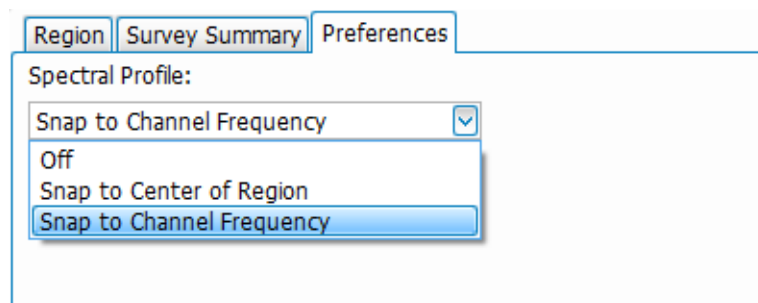 Region Survey Summary Preferences
Spectral Profile:
Snap to Channel Frequency
Off
Snap to Center of Region
Snap to Channel Frequency